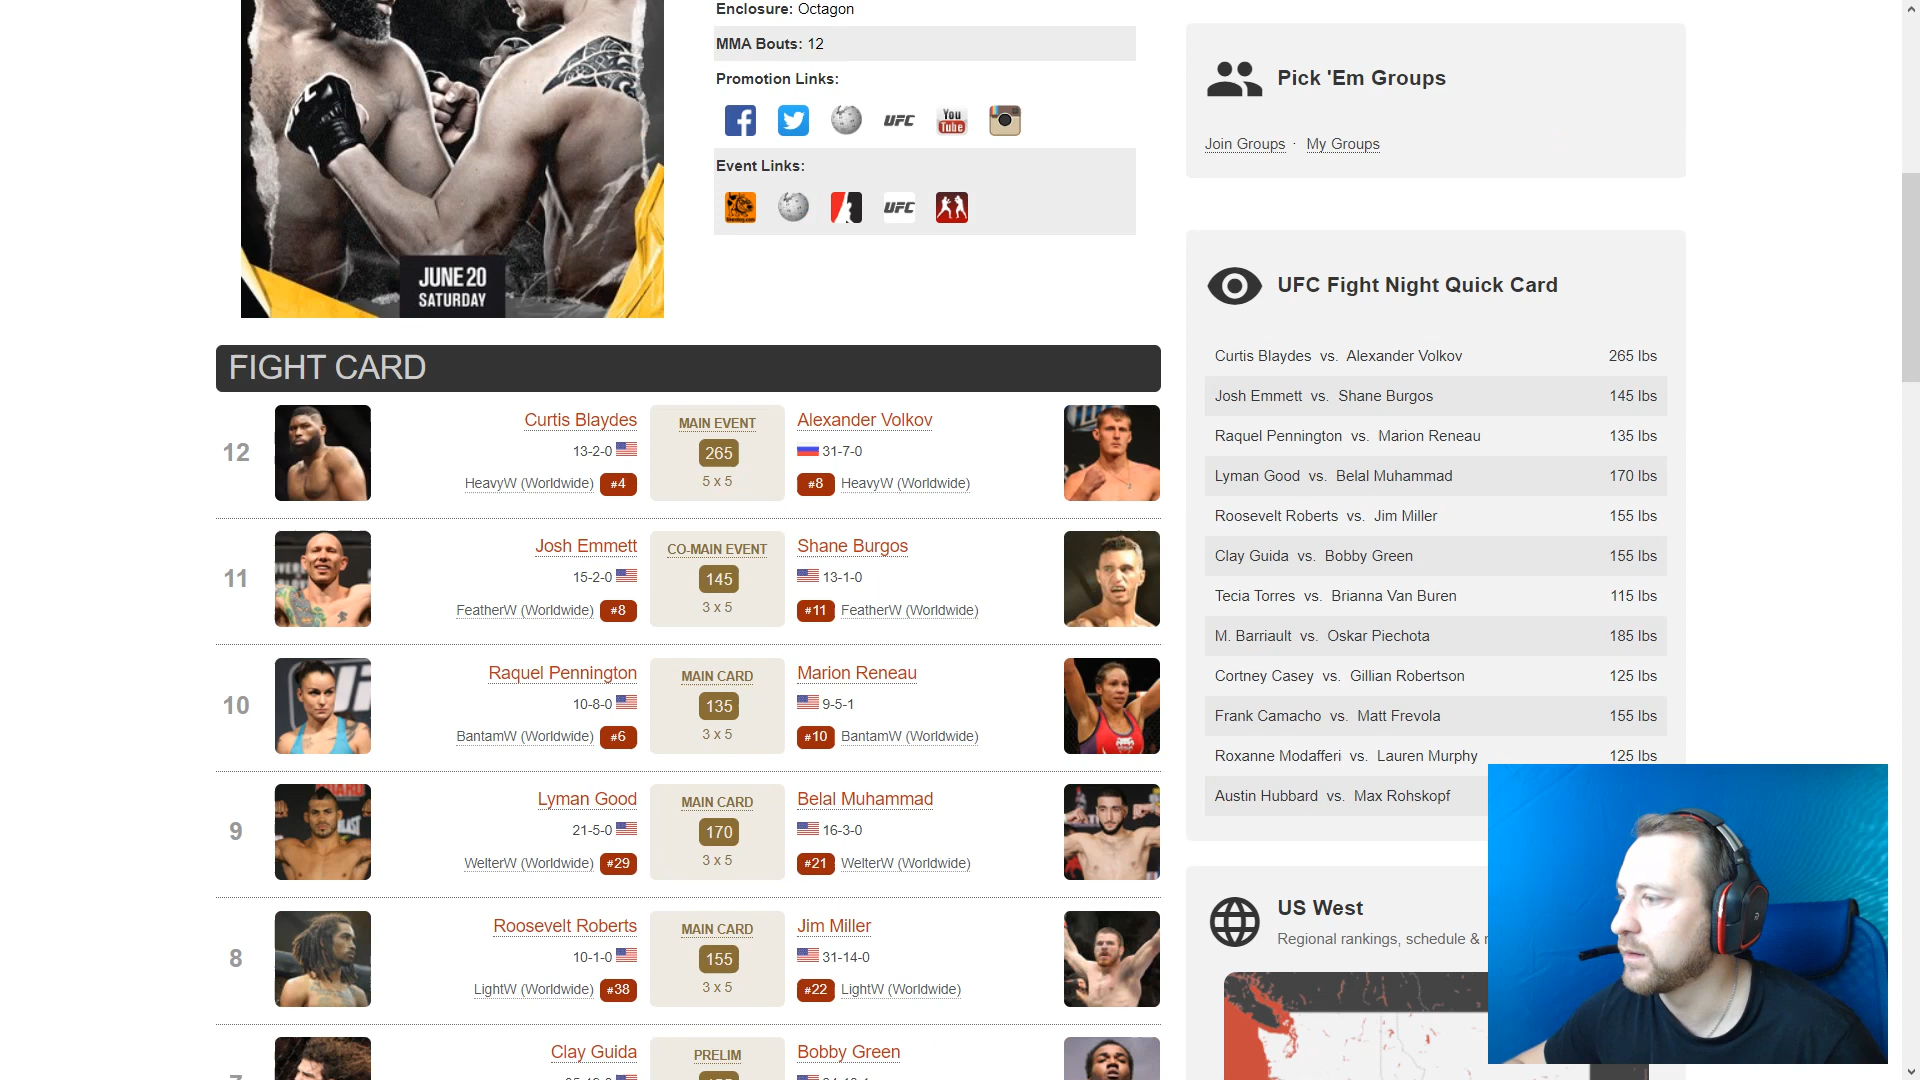 Enclosure: Octagon
MMA Bouts: 12
Promotion Links:
UFC
You
Tube
Event Links:
UFC
JUNE 20
SATURDAY
FIGHT CARD
12
Curtis Blaydes
13-2-0
HeavyW (Worldwide) #4
MAIN EVENT
265
5 x 5
Alexander Volkov
31-7-0
#8 HeavyW (Worldwide)
11
Josh Emmett
15-2-0
FeatherW (Worldwide) #8
CO-MAIN EVENT
145
3 x 5
Shane Burgos
13-1-0
#11 FeatherW (Worldwide)
10
Raquel Pennington
10-8-0
BantamW (Worldwide) #6
MAIN CARD
135
3 x 5
Marion Reneau
9-5-1
#10 BantamW (Worldwide)
9
Lyman Good
21-5-0
WelterW (Worldwide) #29
MAIN CARD
170
3 x 5
Belal Muhammad
16-3-0
#21 WelterW (Worldwide)
8
Roosevelt Roberts
10-1-0
LightW (Worldwide) #38
MAIN CARD
155
3 x 5
Jim Miller
31-14-0
#22 LightW (Worldwide)
Clay Guida
PRELIM
Bobby Green
Pick 'Em Groups
Join Groups · My Groups
UFC Fight Night Quick Card
Curtis Blaydes vs. Alexander Volkov 265 lbs
Josh Emmett vs. Shane Burgos 145 lbs
Raquel Pennington vs. Marion Reneau 135 lbs
Lyman Good vs. Belal Muhammad 170 lbs
Roosevelt Roberts vs. Jim Miller 155 lbs
Clay Guida vs. Bobby Green 155 lbs
Tecia Torres vs. Brianna Van Buren 115 lbs
M. Barriault vs. Oskar Piechota 185 lbs
Cortney Casey vs. Gillian Robertson 125 lbs
Frank Camacho vs. Matt Frevola 155 lbs
Roxanne Modafferi vs. Lauren Murphy 125 lbs
Austin Hubbard vs. Max Rohskopf
US West
Regional rankings, schedule &